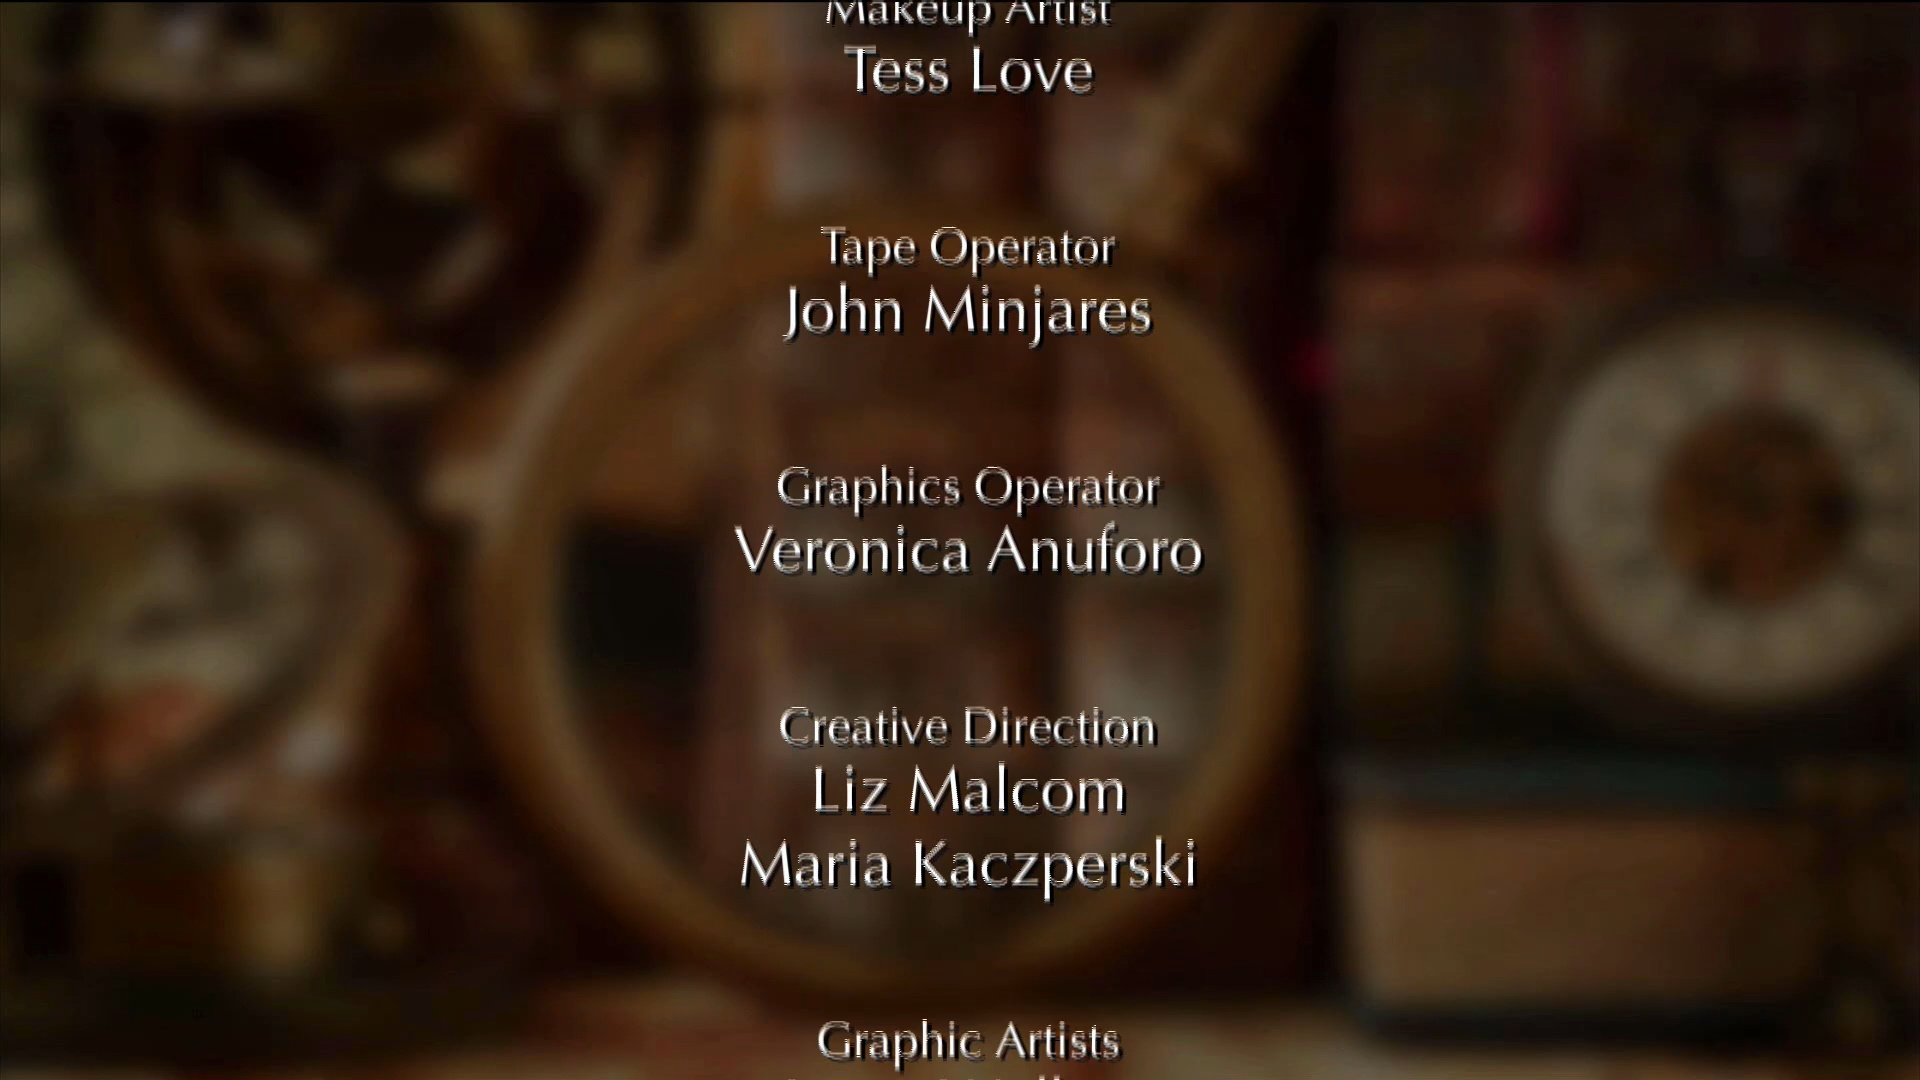 Makeup Artist
Tess Love
Tape Operator
John Minjares
Graphics Operator
Veronica Anuforo
Creative Direction
Liz Malcom
Maria Kaczperski
Graphic Artists